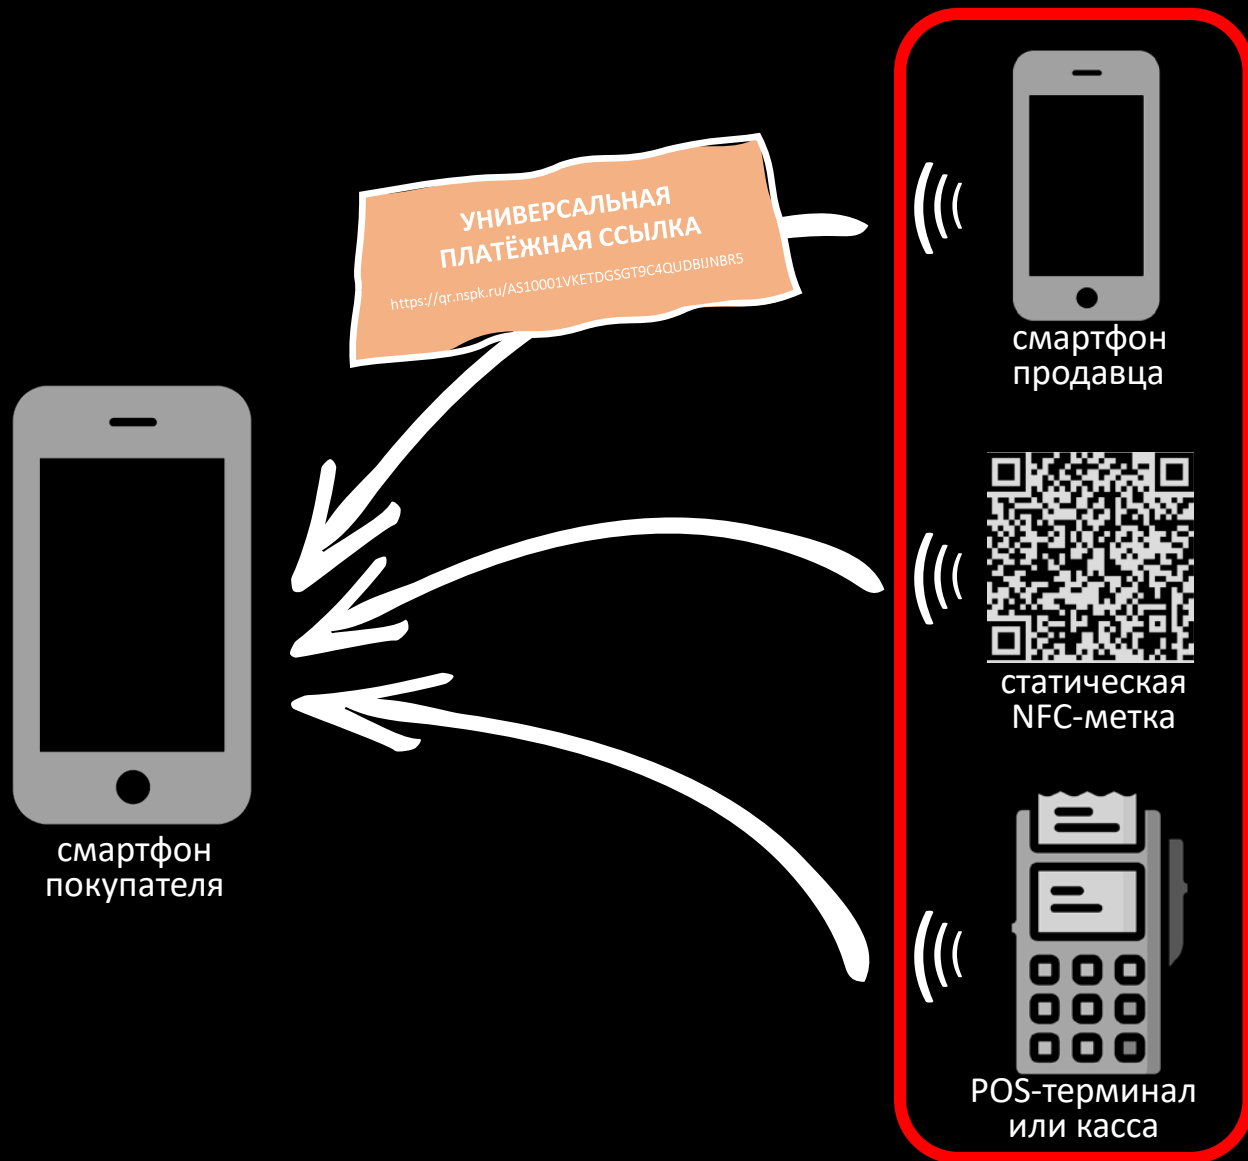 УНИВЕРСАЛЬНАЯ
ПЛАТЁЖНАЯ ССЫЛКА
https://qr.nspk.ru/AS10001VKETDGSGT9C4QUDBIJNBR5
смартфон
продавца
статическая
NFC-метка
смартфон
покупателя
POS-терминал
или касса